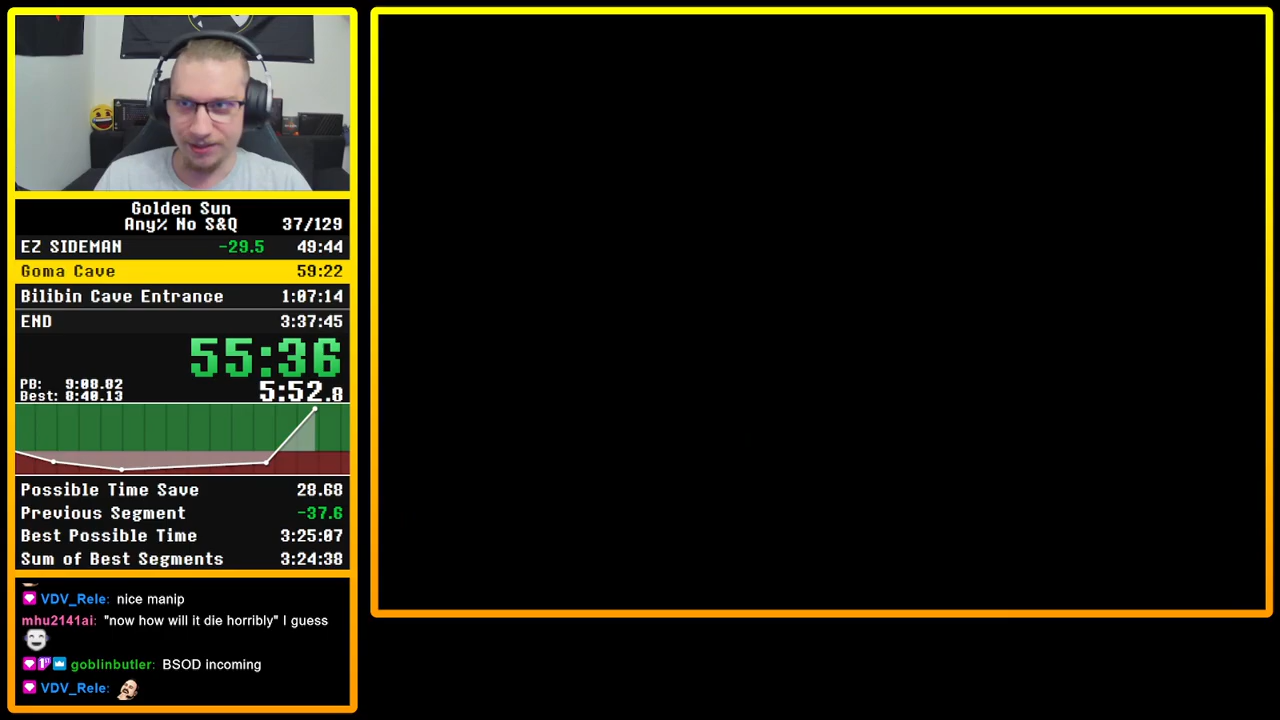 Golden Sun
Any% No S&Q 37/129
EZ SIDEMAN -29.5 49:44
Goma Cave 59:22
Bilibin Cave Entrance 1:07:14
END 3:37:45
55:36
PB: 9:08.02
Best: 8:40.13
5:52.8
Possible Time Save 28.68
Previous Segment -37.6
Best Possible Time 3:25:07
Sum of Best Segments 3:24:38
VDV_Rele: nice manip
mhu2141ai: "now how will it die horribly" I guess
goblinbutler: BSOD incoming
VDV_Rele: